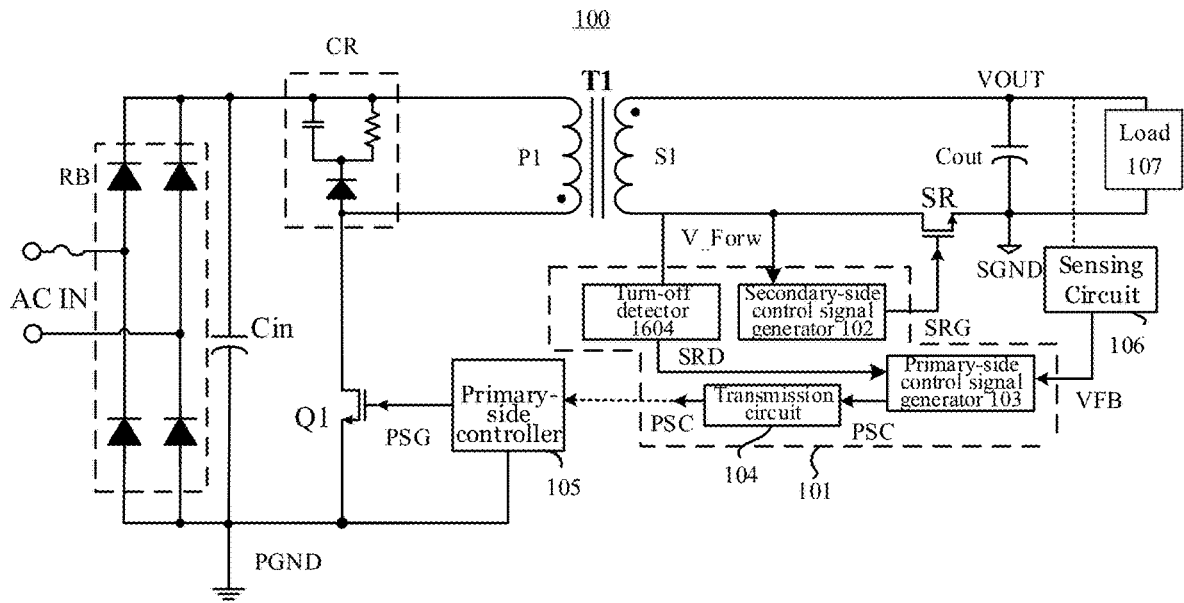 100
CR
T1
VOUT
Load
107
RB
P1
S1
Cout
SR
V_Forw
SGND
Sensing
Circuit
AC IN
Turn-off
detector
1604
Secondary-side
control signal
generator 102
Cin
SRG
106
SRD
Primary-side
control signal
generator 103
Primary-
side
controller
Transmission
circuit
VFB
Q1
PSG
PSC
PSC
104
101
105
PGND